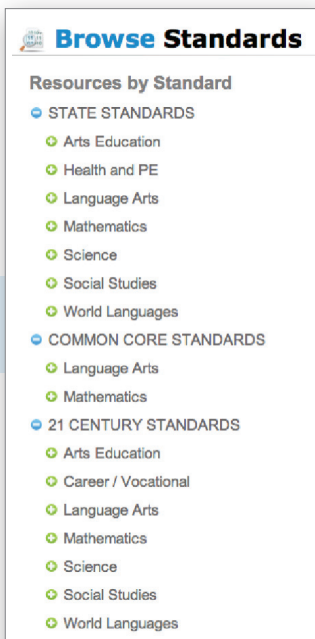 Browse Standards
Resources by Standard
STATE STANDARDS
Arts Education
Health and PE
Language Arts
Mathematics
Science
Social Studies
World Languages
COMMON CORE STANDARDS
Language Arts
Mathematics
21 CENTURY STANDARDS
Arts Education
Career / Vocational
Language Arts
Mathematics
Science
Social Studies
World Languages